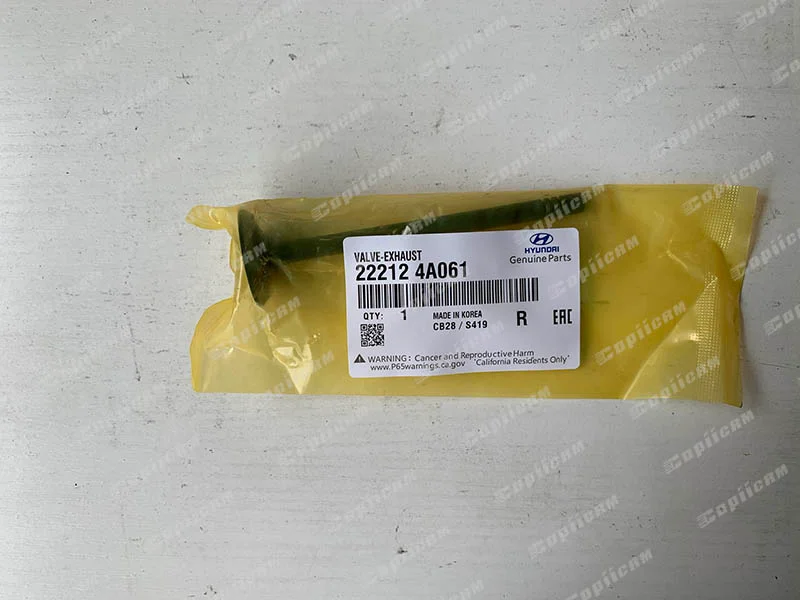 VALVE-EXHAUST
22212 4A061
HYUNDAI
Genuine Parts
QTY: 1
MADE IN KOREA
CB28 / S419
R
EAC
WARNING: Cancer and Reproductive Harm
www.P65warnings.ca.gov "California Residents Only"
Copiicam